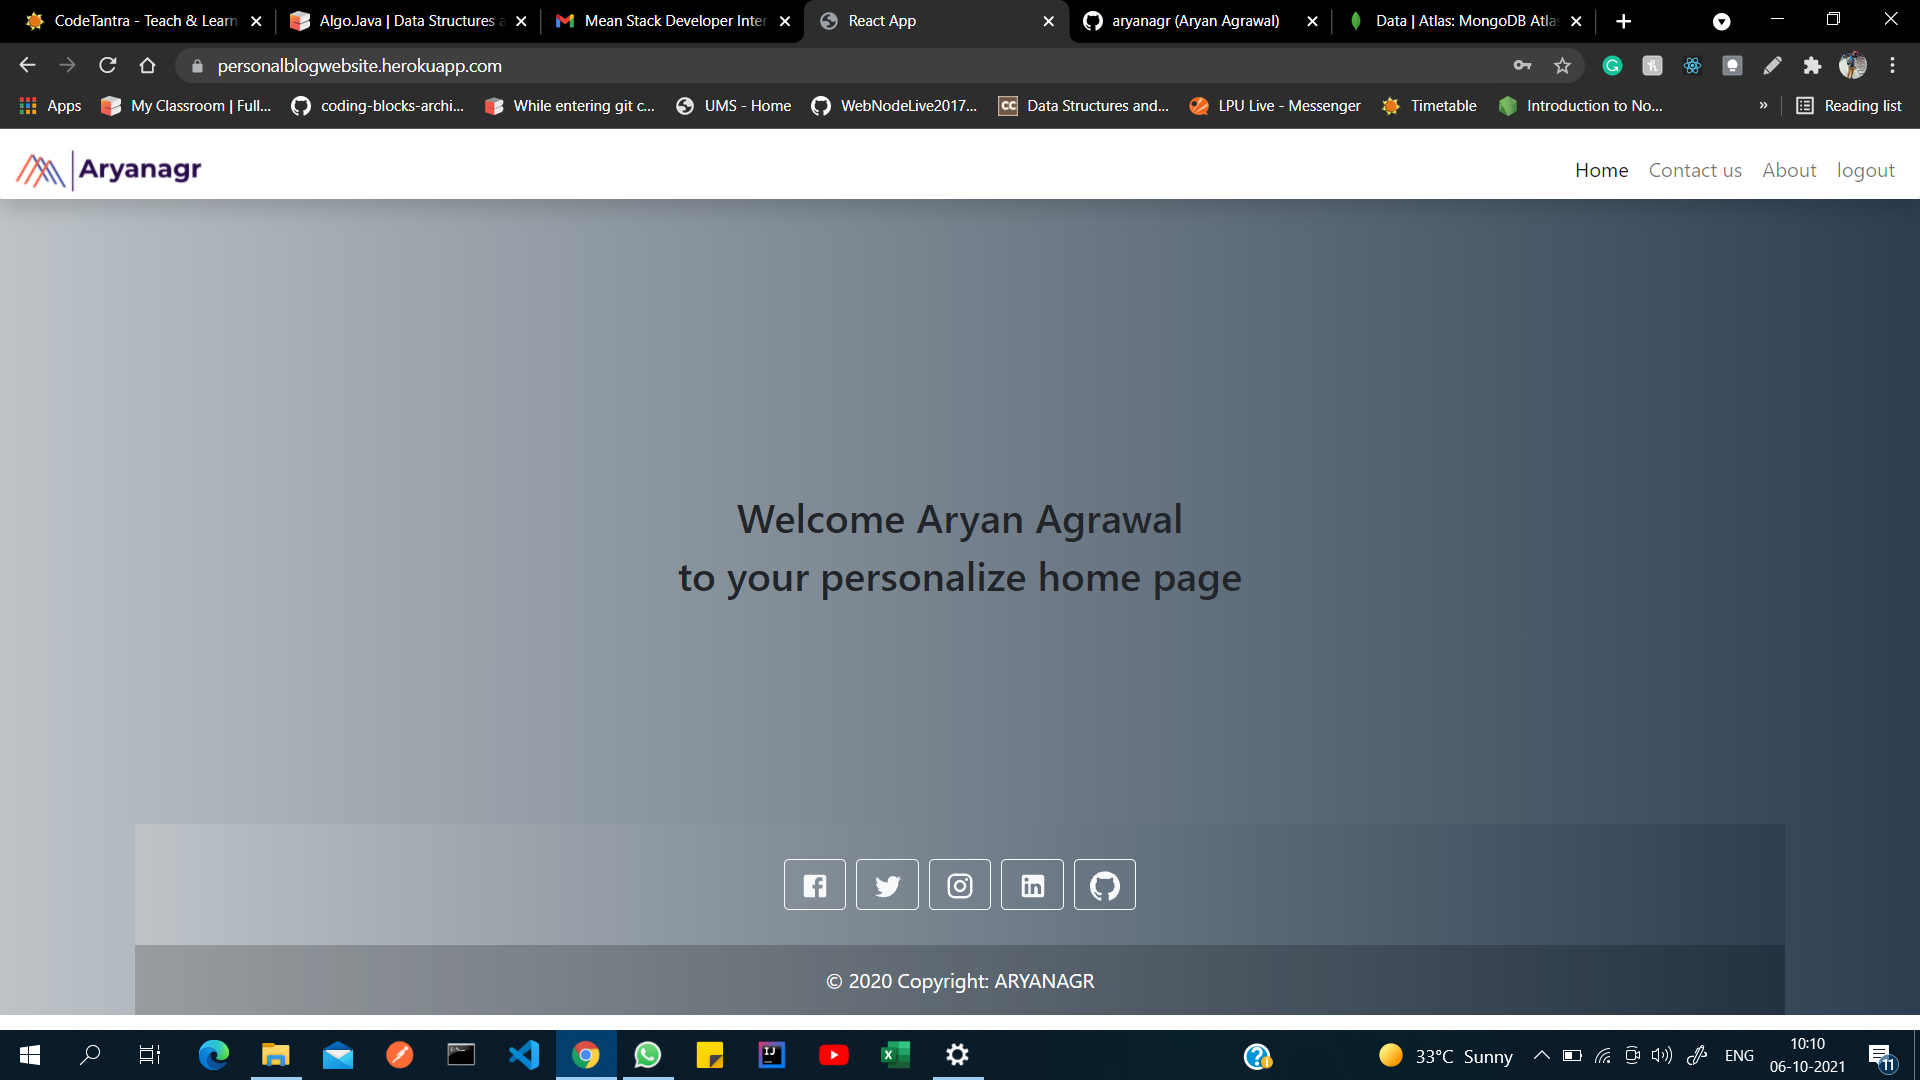 CodeTantra - Teach & Learn
AlgoJava | Data Structures a
Mean Stack Developer Inter
React App
aryanagr (Aryan Agrawal)
Data | Atlas: MongoDB Atlas
personalblogwebsite.herokuapp.com
Apps
My Classroom | Full...
coding-blocks-archi...
While entering git c...
UMS - Home
WebNodeLive2017...
CC
Data Structures and...
LPU Live - Messenger
Timetable
Introduction to No...
»
Reading list
Aryanagr
Home
Contact us
About
logout
Welcome Aryan Agrawal
to your personalize home page
© 2020 Copyright: ARYANAGR
33°C Sunny
ENG
10:10
06-10-2021
11